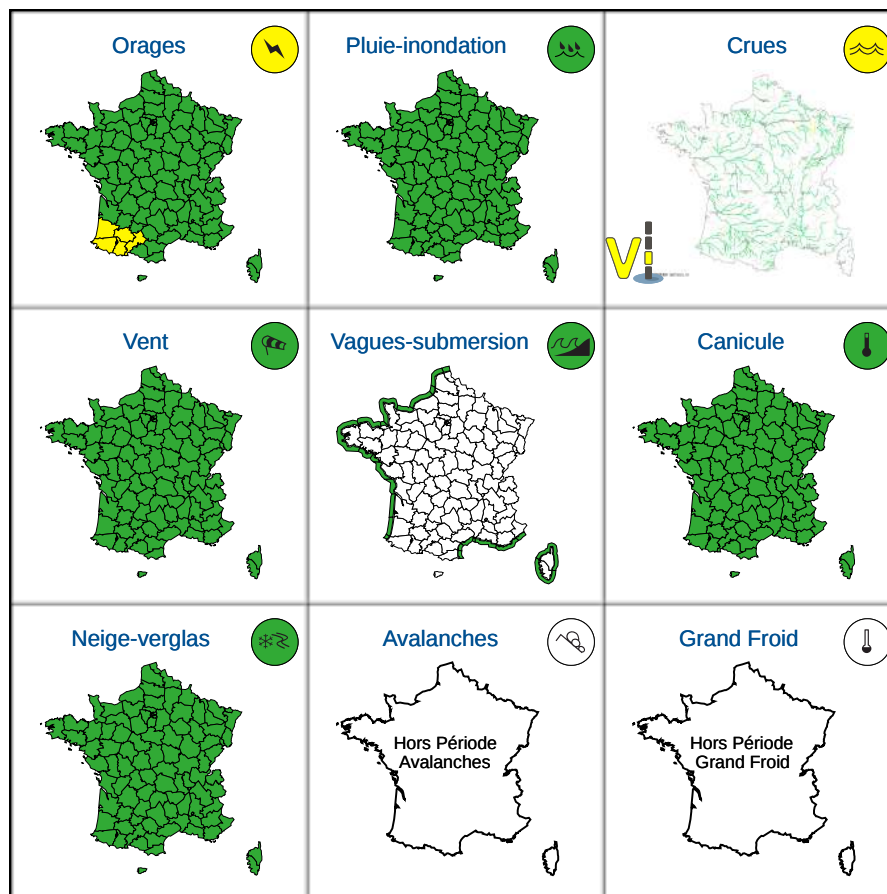 Orages
Pluie-inondation
Crues
Vi
Vent
Vagues-submersion
Canicule
Neige-verglas
Avalanches
Grand Froid
Hors Période
Avalanches
Hors Période
Grand Froid